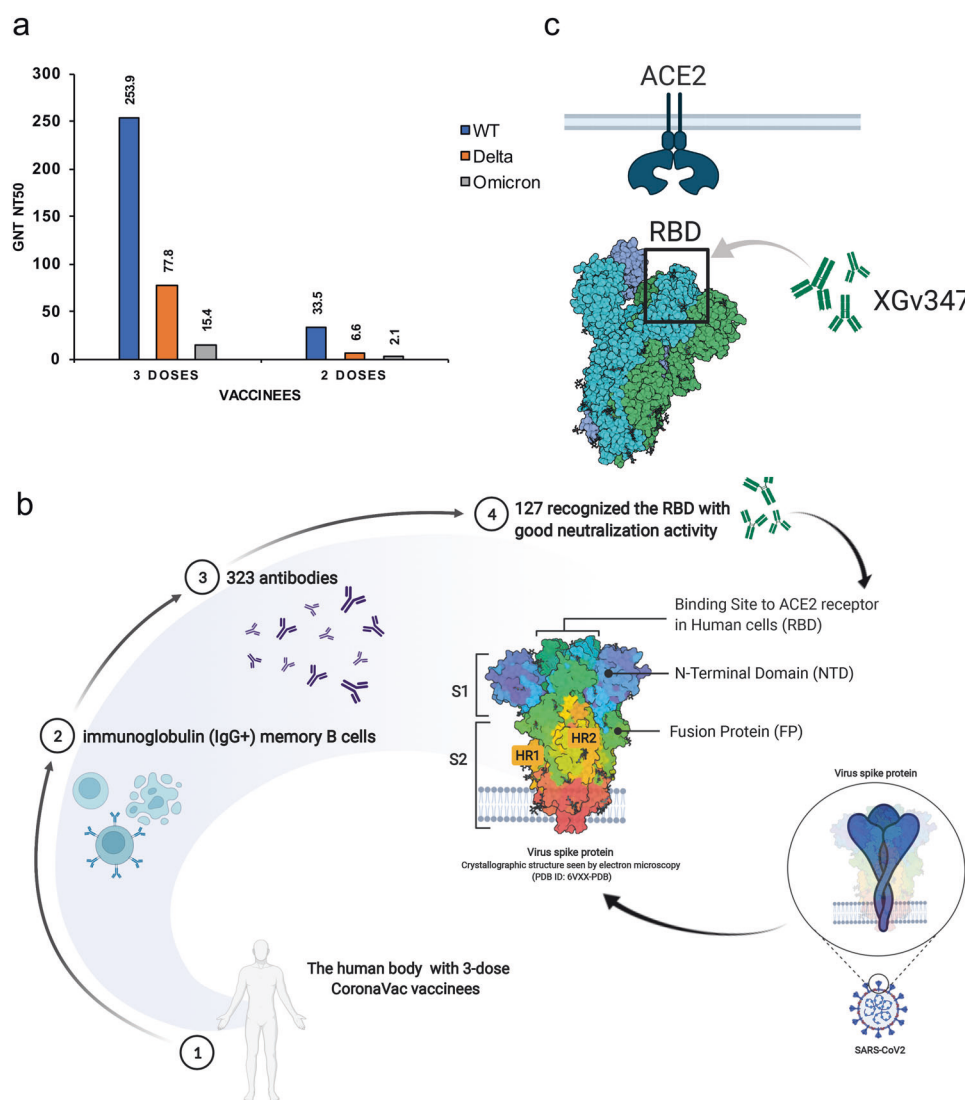 a
300
250
200
150
100
50
0
GNT NT50
253.9
77.8
15.4
33.5
6.6
2.1
3 DOSES
2 DOSES
VACCINEES
WT
Delta
Omicron
c
ACE2
RBD
XGv347
b
4
127 recognized the RBD with
good neutralization activity
3
323 antibodies
Binding Site to ACE2 receptor
in Human cells (RBD)
N-Terminal Domain (NTD)
Fusion Protein (FP)
S1
S2
HR1
HR2
2
immunoglobulin (IgG+) memory B cells
Virus spike protein
Crystallographic structure seen by electron microscopy
(PDB ID: 6VXX-PDB)
Virus spike protein
The human body with 3-dose
CoronaVac vaccinees
1
SARS-CoV2